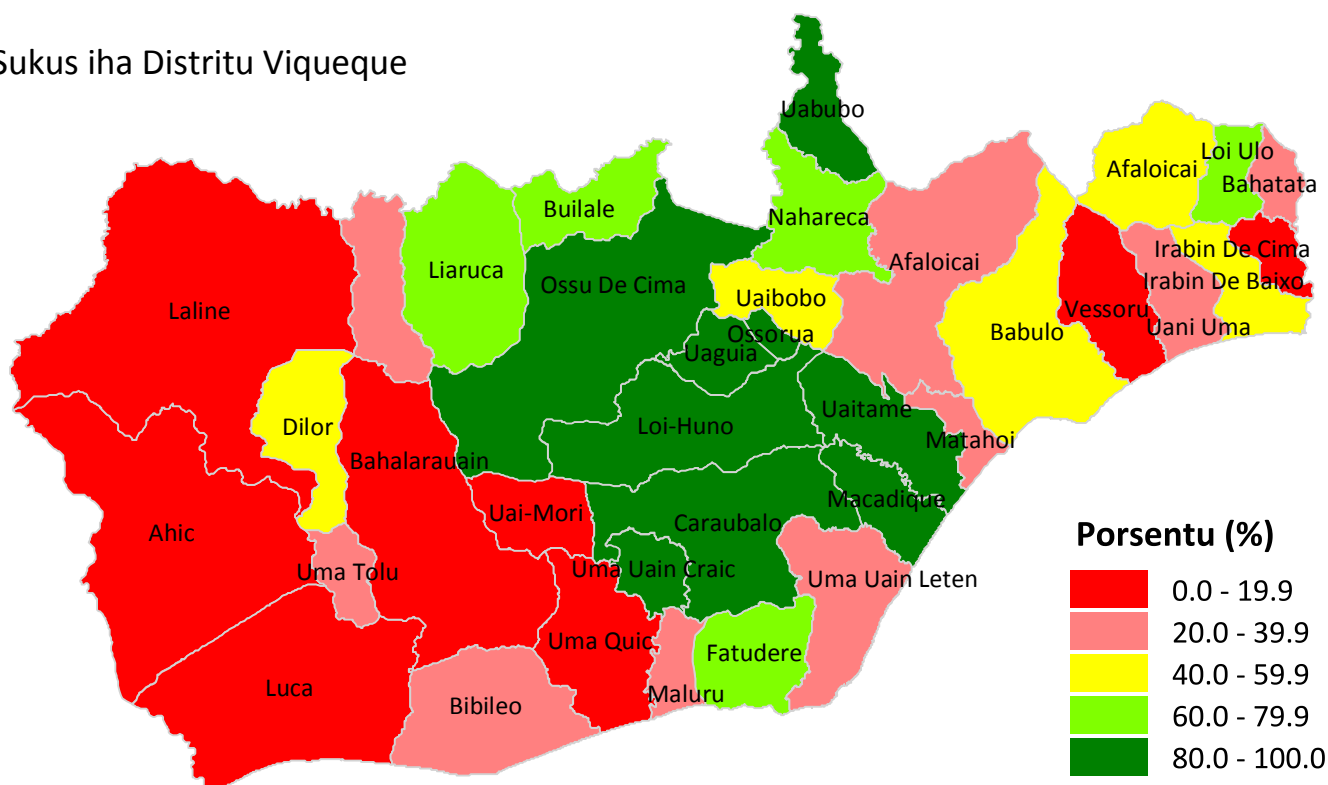 Sukus iha Distritu Viqueque
Uabubo
Loi Ulo
Afaloicai
Bahatata
Builale
Nahareca
Irabin De Cima
Liaruca
Afaloicai
Irabin De Baixo
Ossu De Cima
Uaibobo
Laline
Vessoru
Uani Uma
Babulo
Ossorua
Uaguia
Uaitame
Dilor
Loi-Huno
Matahoi
Bahalarauain
Macadique
Uai-Mori
Caraubalo
Ahic
Uma Tolu
Uma Uain Craic
Uma Uain Leten
Uma Quic
Fatudere
Luca
Maluru
Bibileo
Porsentu (%)
0.0 - 19.9
20.0 - 39.9
40.0 - 59.9
60.0 - 79.9
80.0 - 100.0